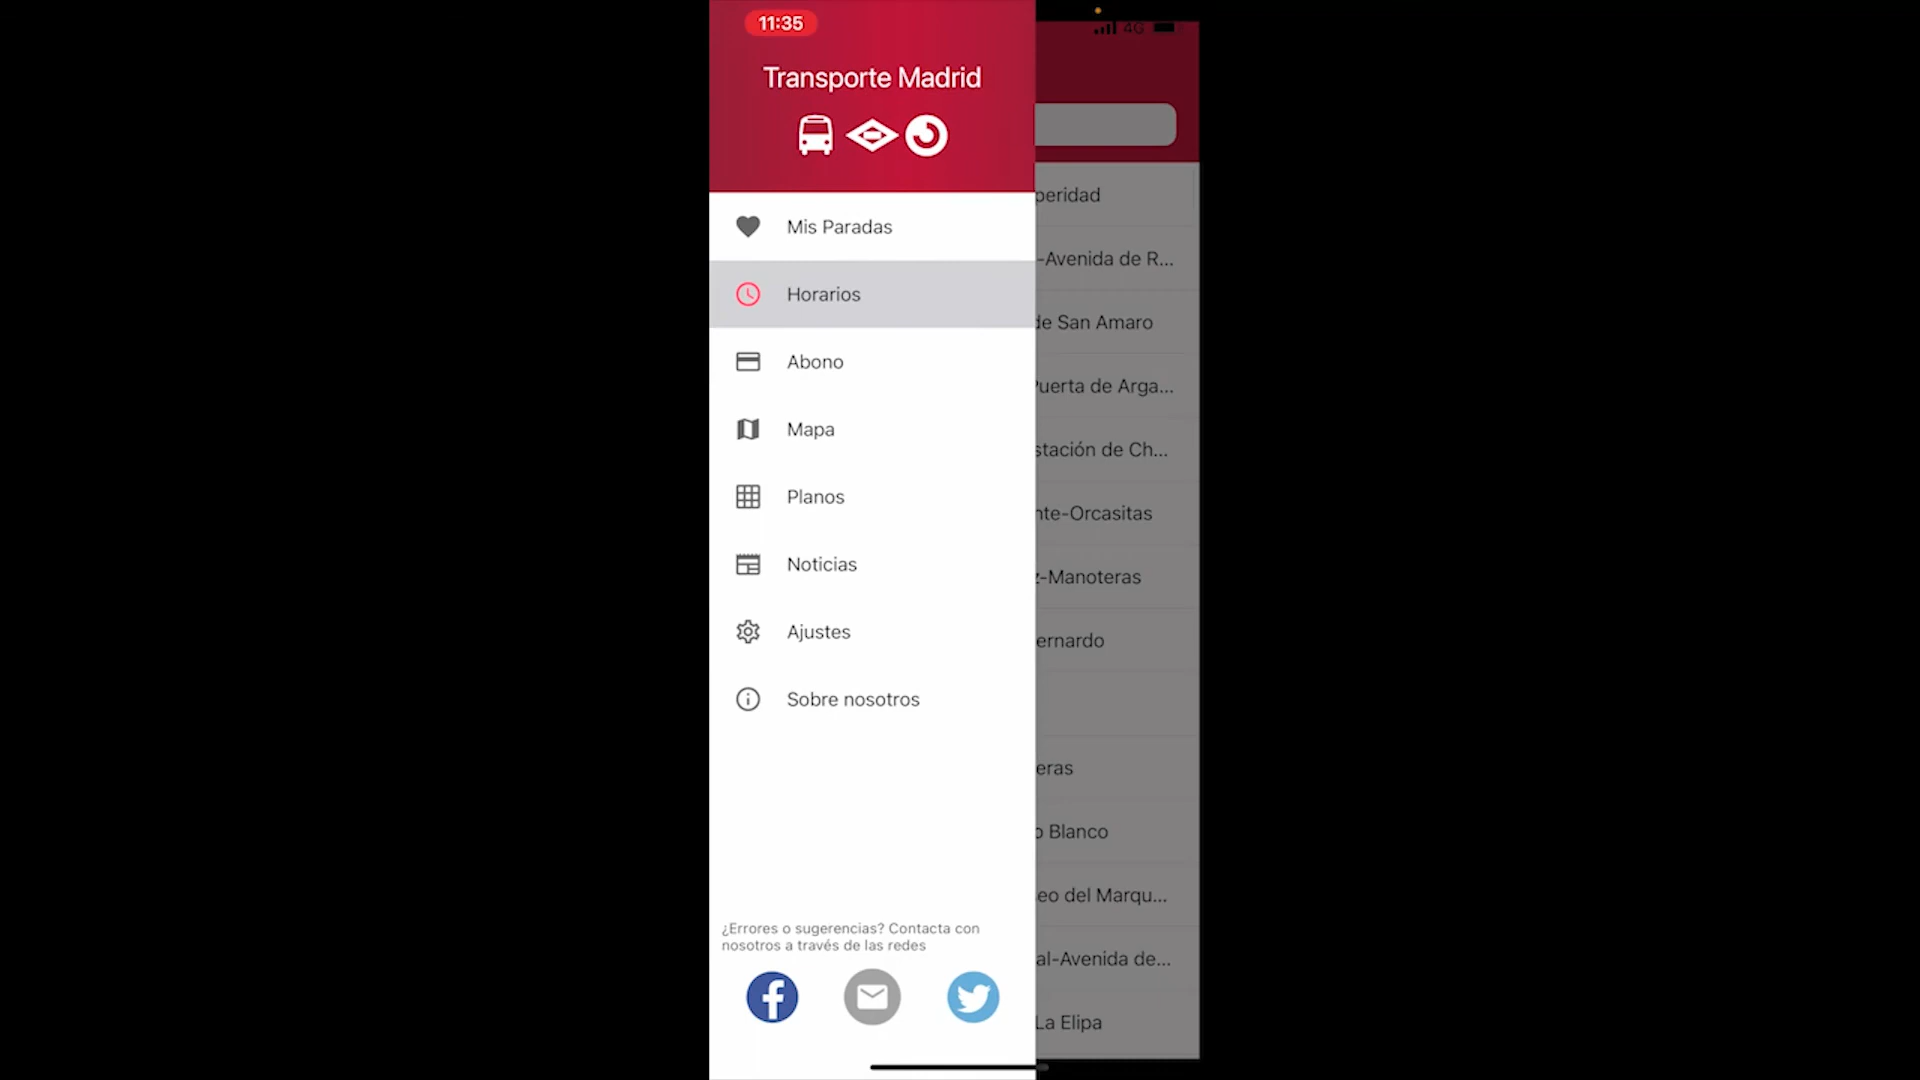 11:35
4G
Transporte Madrid
Mis Paradas
Horarios
Abono
Mapa
Planos
Noticias
Ajustes
Sobre nosotros
¿Errores o sugerencias? Contacta con
nosotros a través de las redes
peridad
-Avenida de R...
de San Amaro
Puerta de Arga...
stación de Ch...
nte-Orcasitas
z-Manoteras
ernardo
eras
o Blanco
eo del Marqu...
al-Avenida de...
La Elipa